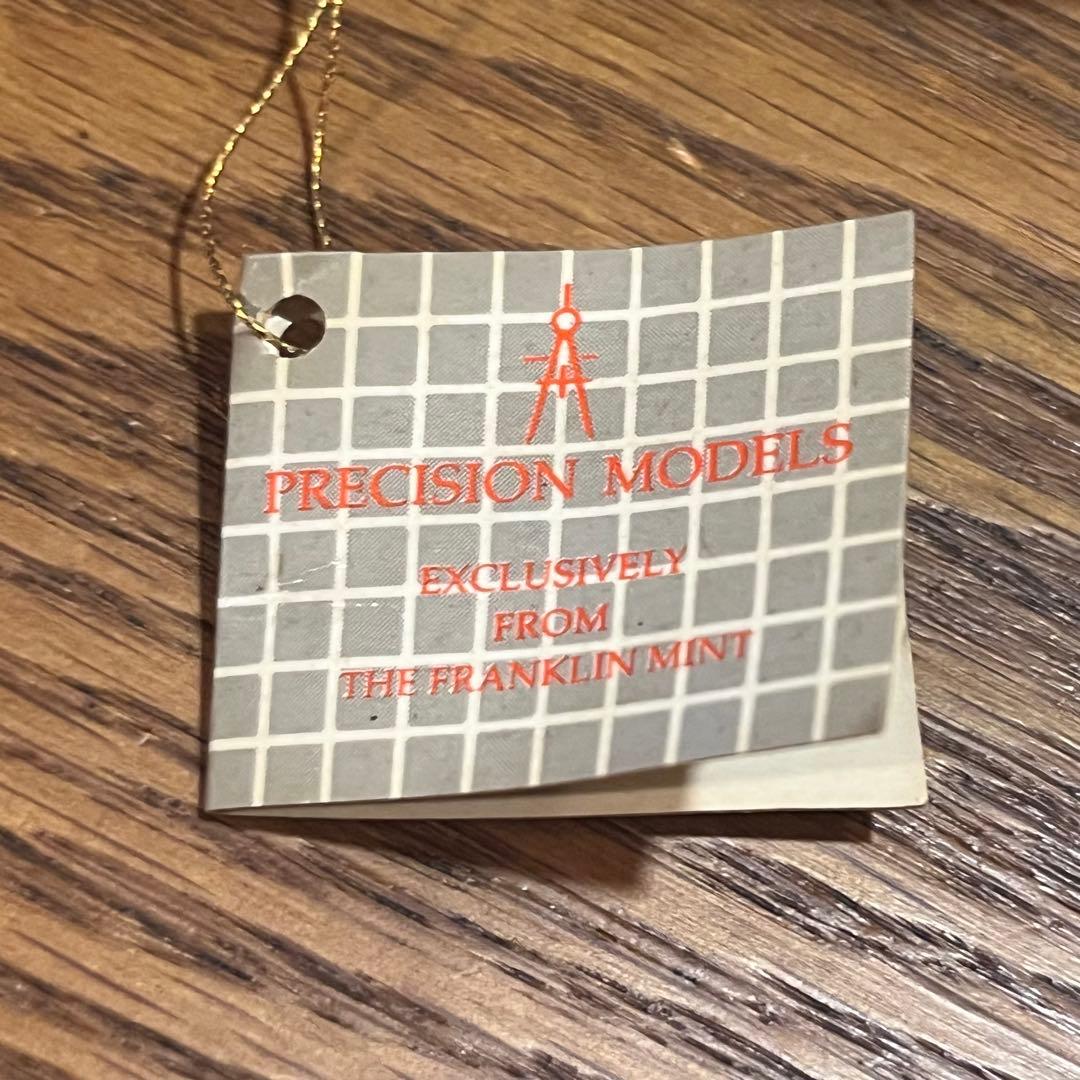 PRECISION MODELS
EXCLUSIVELY
FROM
THE FRANKLIN MINT